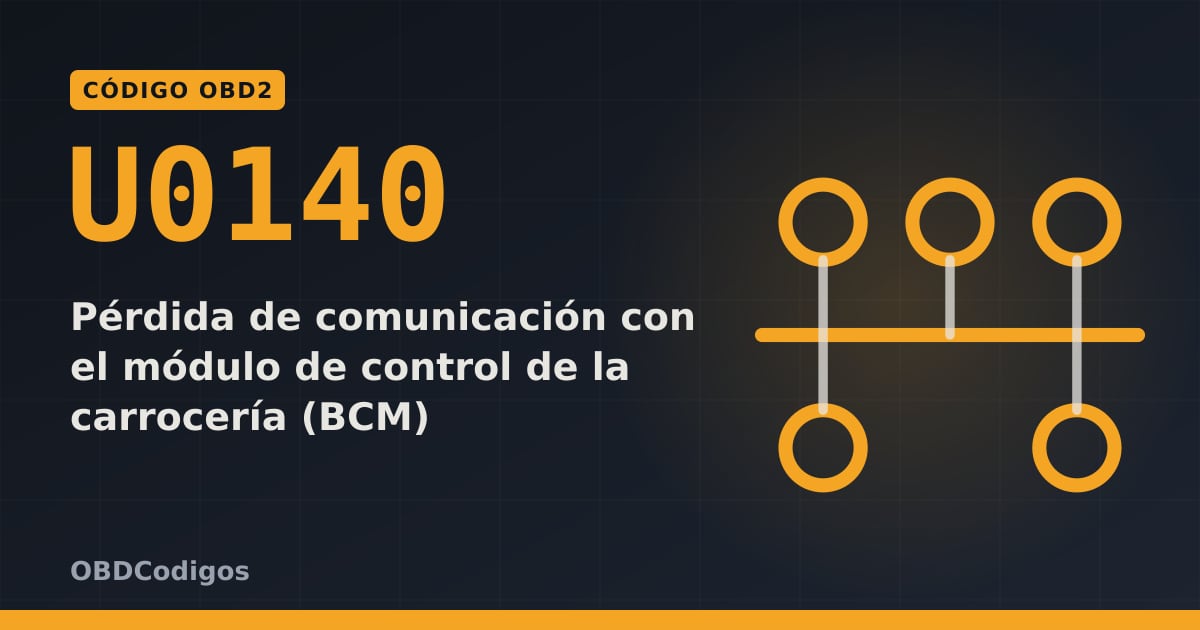 CÓDIGO OBD2
U0140
Pérdida de comunicación con
el módulo de control de la
carrocería (BCM)
OBDCodigos